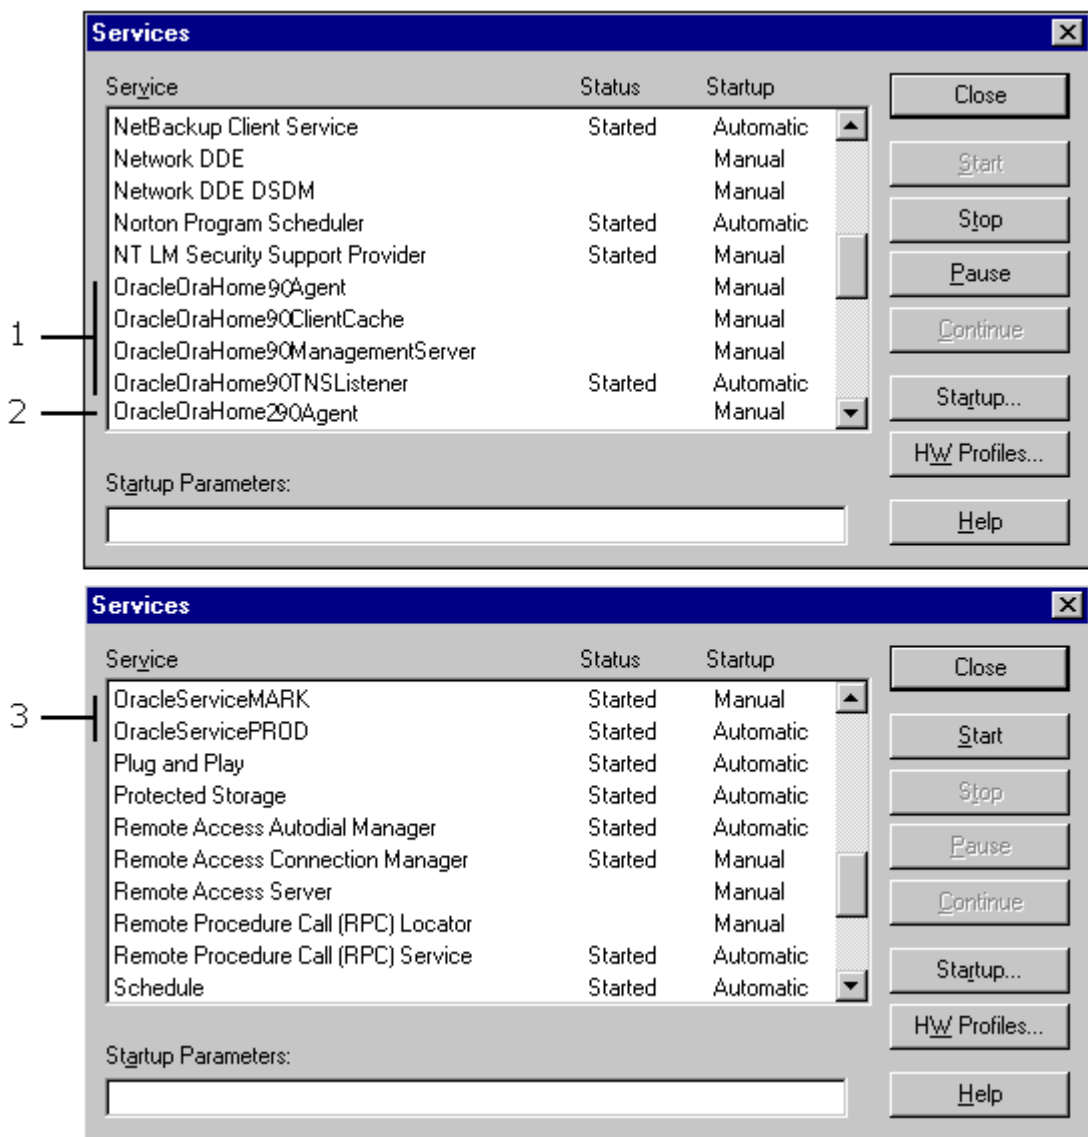 Services
Service Status Startup
NetBackup Client Service Started Automatic
Network DDE Manual
Network DDE DSDM Manual
Norton Program Scheduler Started Automatic
NT LM Security Support Provider Started Manual
OracleOraHome90Agent Manual
1
OracleOraHome90ClientCache Manual
OracleOraHome90ManagementServer Manual
OracleOraHome90TNSListener Started Automatic
2 OracleOraHome290Agent Manual
Startup Parameters:
Close
Start
Stop
Pause
Continue
Startup...
HW Profiles...
Help
Services
Service Status Startup
3
OracleServiceMARK Started Manual
OracleServicePROD Started Automatic
Plug and Play Started Automatic
Protected Storage Started Automatic
Remote Access Autodial Manager Started Automatic
Remote Access Connection Manager Started Manual
Remote Access Server Manual
Remote Procedure Call (RPC) Locator Manual
Remote Procedure Call (RPC) Service Started Automatic
Schedule Started Automatic
Startup Parameters:
Close
Start
Stop
Pause
Continue
Startup...
HW Profiles...
Help